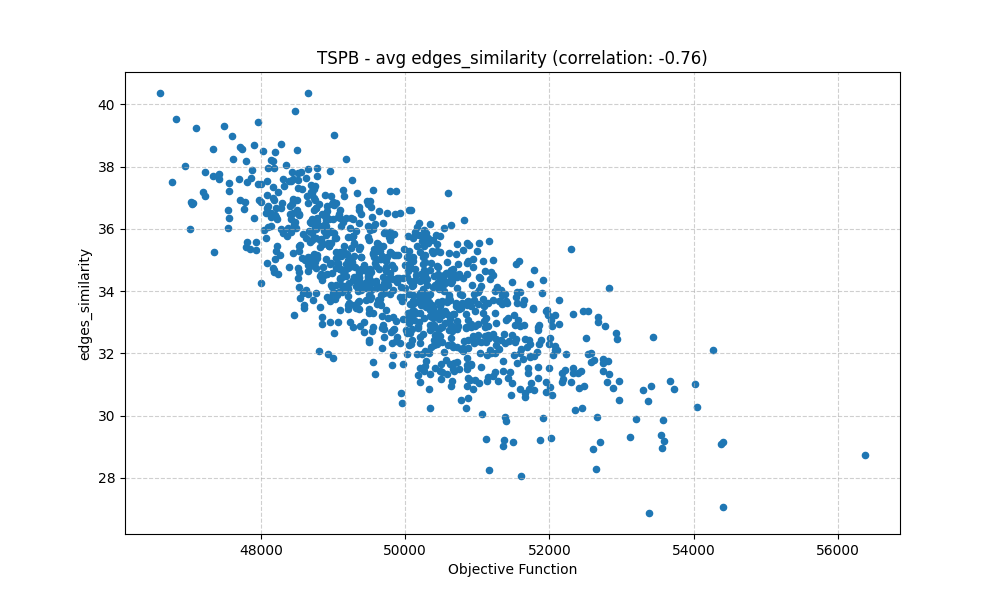 TSPB - avg edges_similarity (correlation: -0.76)
40
38
36
34
32
30
28
edges_similarity
48000 50000 52000 54000 56000
Objective Function